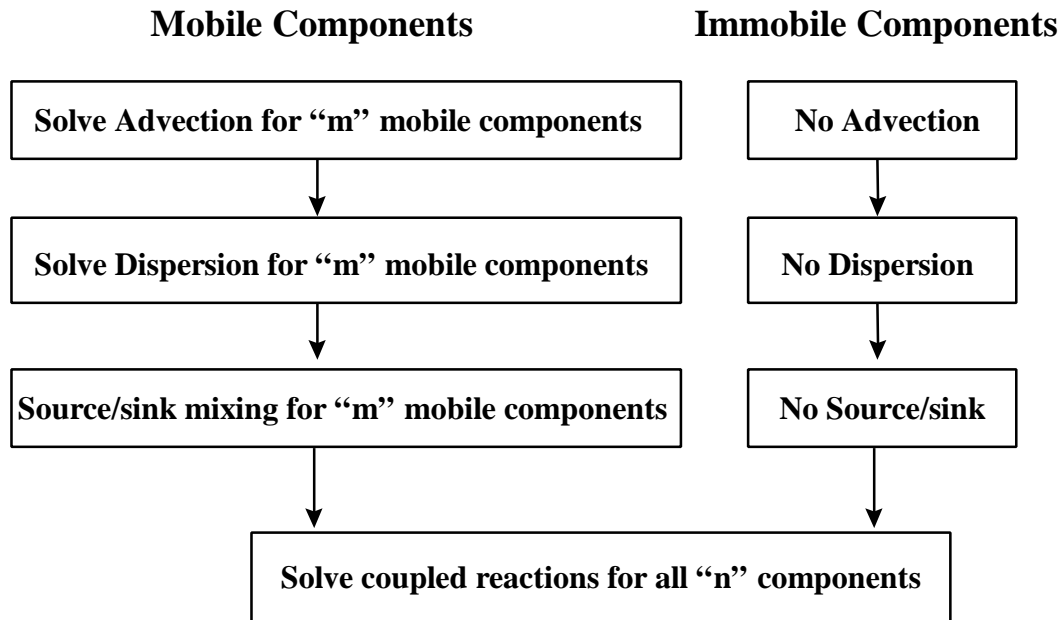 Mobile Components
Immobile Components
Solve Advection for “m” mobile components
No Advection
Solve Dispersion for “m” mobile components
No Dispersion
Source/sink mixing for “m” mobile components
No Source/sink
Solve coupled reactions for all “n” components